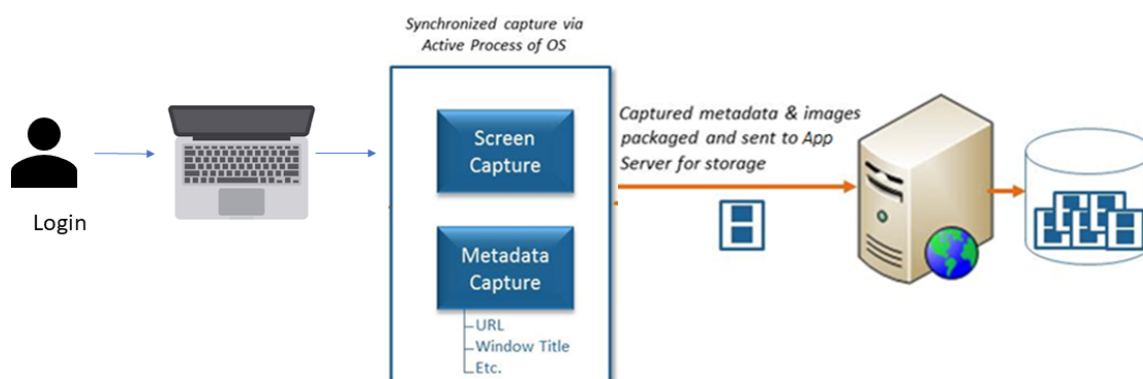 Synchronized capture via
Active Process of OS
Login
Screen
Capture
Metadata
Capture
URL
Window Title
Etc.
Captured metadata & images
packaged and sent to App
Server for storage